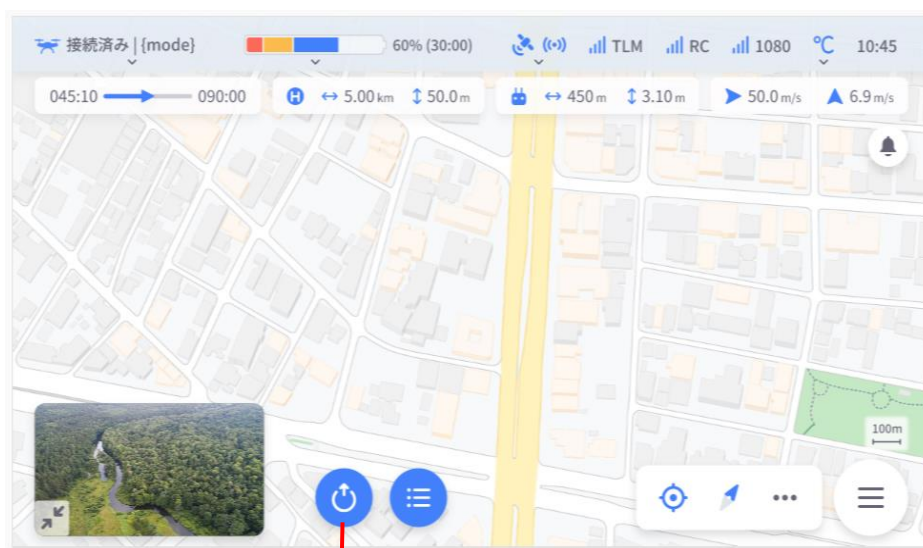 接続済み | {mode} 60% (30:00) TLM RC 1080 ℃ 10:45
045:10 090:00 H 5.00 km 50.0 m 450 m 3.10 m 50.0 m/s 6.9 m/s
100m